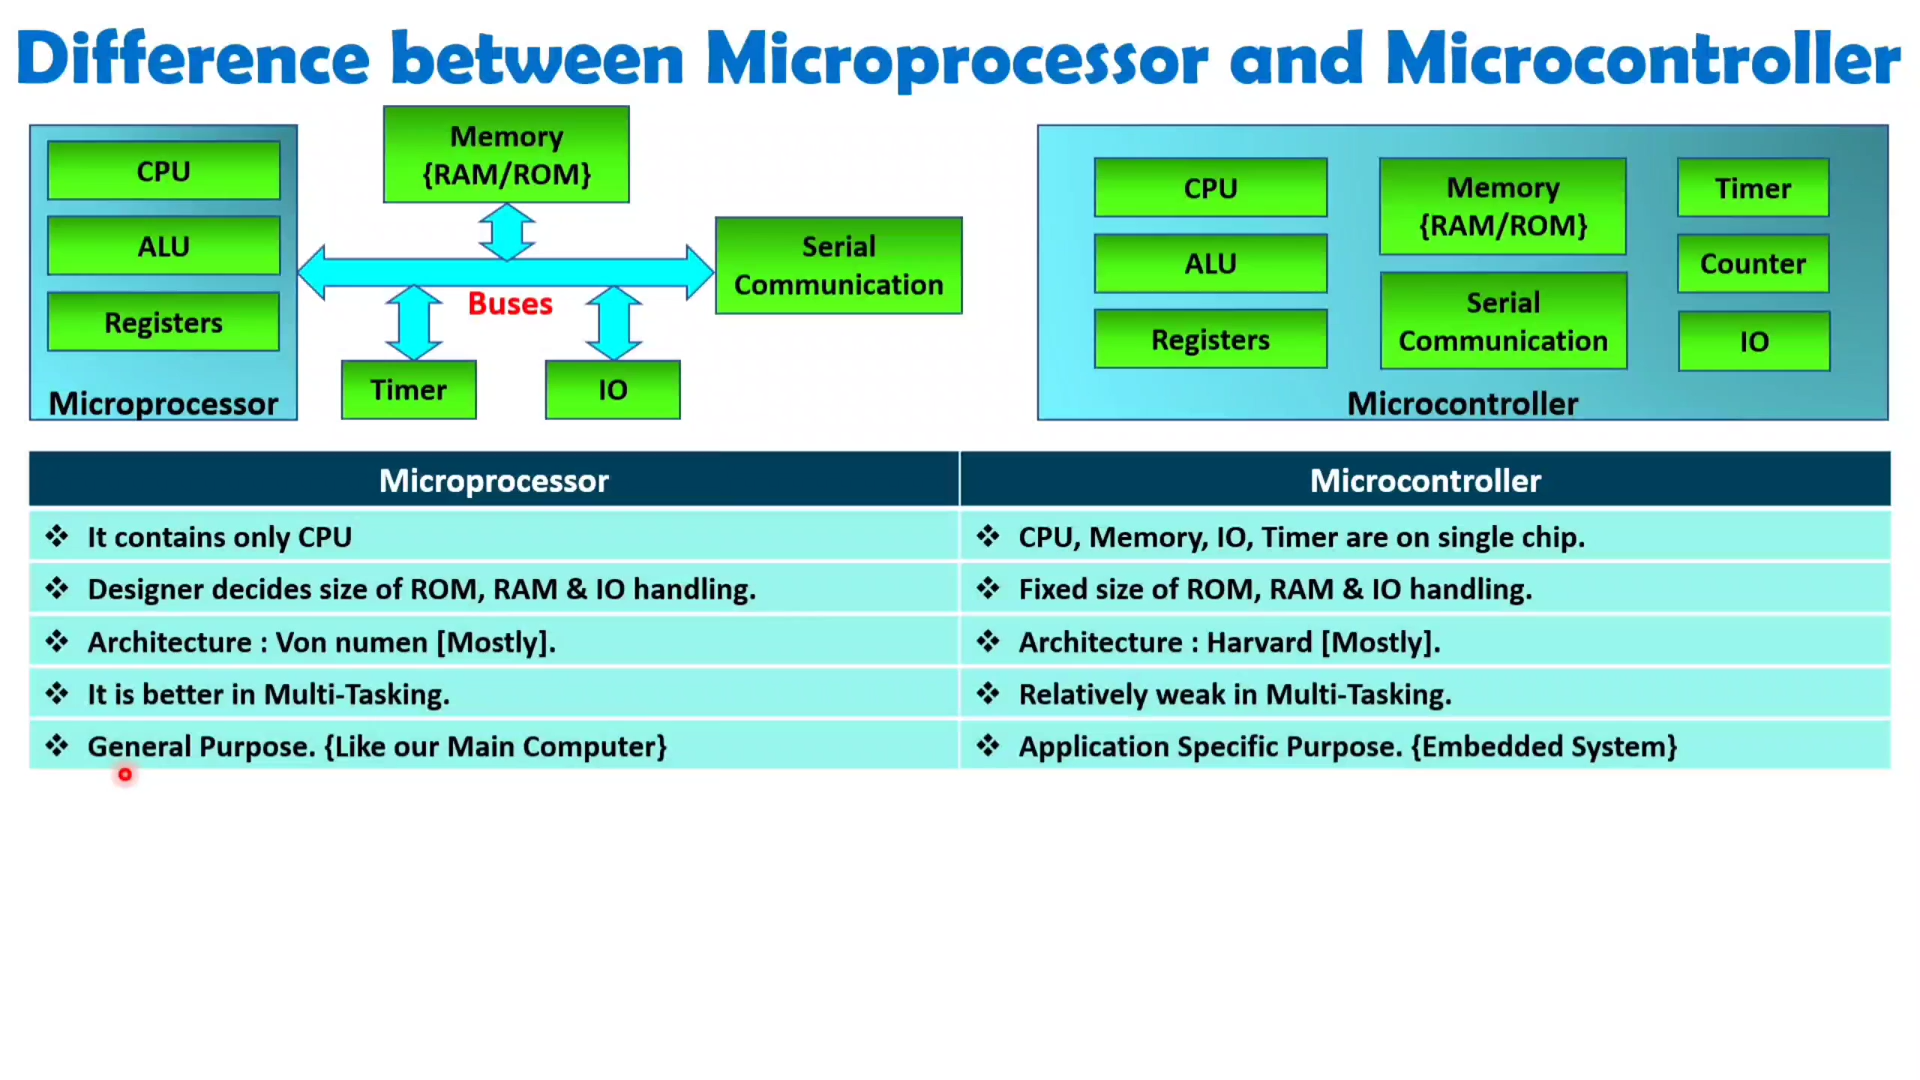 Difference between Microprocessor and Microcontroller
CPU
ALU
Registers
Microprocessor
Memory
{RAM/ROM}
Buses
Serial
Communication
Timer
IO
CPU
ALU
Registers
Memory
{RAM/ROM}
Serial
Communication
Timer
Counter
IO
Microcontroller
Microprocessor
Microcontroller
❖ It contains only CPU
❖ CPU, Memory, IO, Timer are on single chip.
❖ Designer decides size of ROM, RAM & IO handling.
❖ Fixed size of ROM, RAM & IO handling.
❖ Architecture : Von numen [Mostly].
❖ Architecture : Harvard [Mostly].
❖ It is better in Multi-Tasking.
❖ Relatively weak in Multi-Tasking.
❖ General Purpose. {Like our Main Computer}
❖ Application Specific Purpose. {Embedded System}